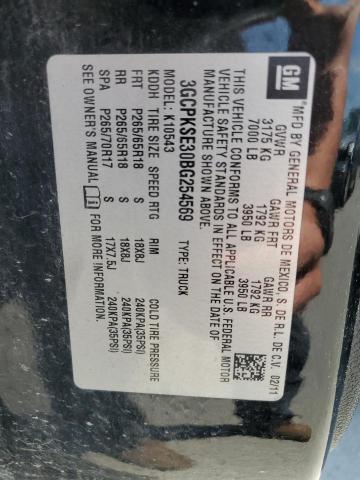 GM
MFD BY GENERAL MOTORS DE MEXICO S. DE R.L. DE C.V. 02/11
GVWR GAWR FRT GAWR RR
3175 KG 1792 KG 1792 KG
7000 LB 3950 LB 3950 LB
THIS VEHICLE CONFORMS TO ALL APPLICABLE U.S. FEDERAL MOTOR
VEHICLE SAFETY STANDARDS IN EFFECT ON THE DATE OF
MANUFACTURE SHOWN ABOVE.
3GCPKSE30BG254569 TYPE: TRUCK
MODEL: K10543
KDDH TIRE SIZE SPEED RTG RIM COLD TIRE PRESSURE
FRT P265/65R18 S 18X8J 240KPA(35PSI)
RR P265/65R18 S 18X8J 240KPA(35PSI)
SPA P265/70R17 S 17X7.5J 240KPA(35PSI)
SEE OWNER'S MANUAL FOR MORE INFORMATION.